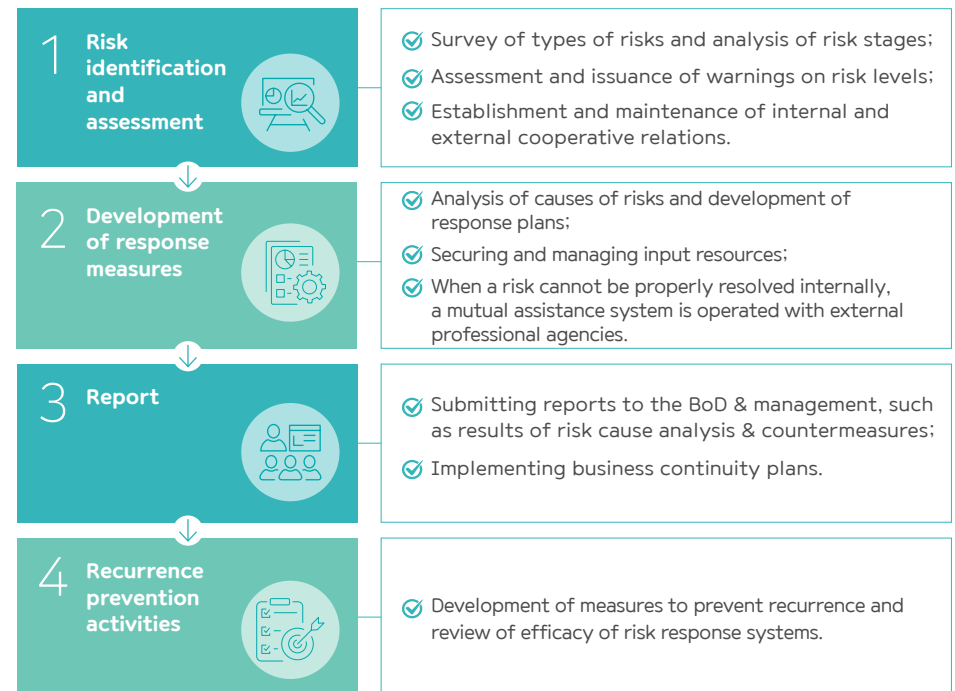 1
Risk
identification
and
assessment
Survey of types of risks and analysis of risk stages;
Assessment and issuance of warnings on risk levels;
Establishment and maintenance of internal and
external cooperative relations.
2
Development
of response
measures
Analysis of causes of risks and development of
response plans;
Securing and managing input resources;
When a risk cannot be properly resolved internally,
a mutual assistance system is operated with external
professional agencies.
3
Report
Submitting reports to the BoD & management, such
as results of risk cause analysis & countermeasures;
Implementing business continuity plans.
4
Recurrence
prevention
activities
Development of measures to prevent recurrence and
review of efficacy of risk response systems.